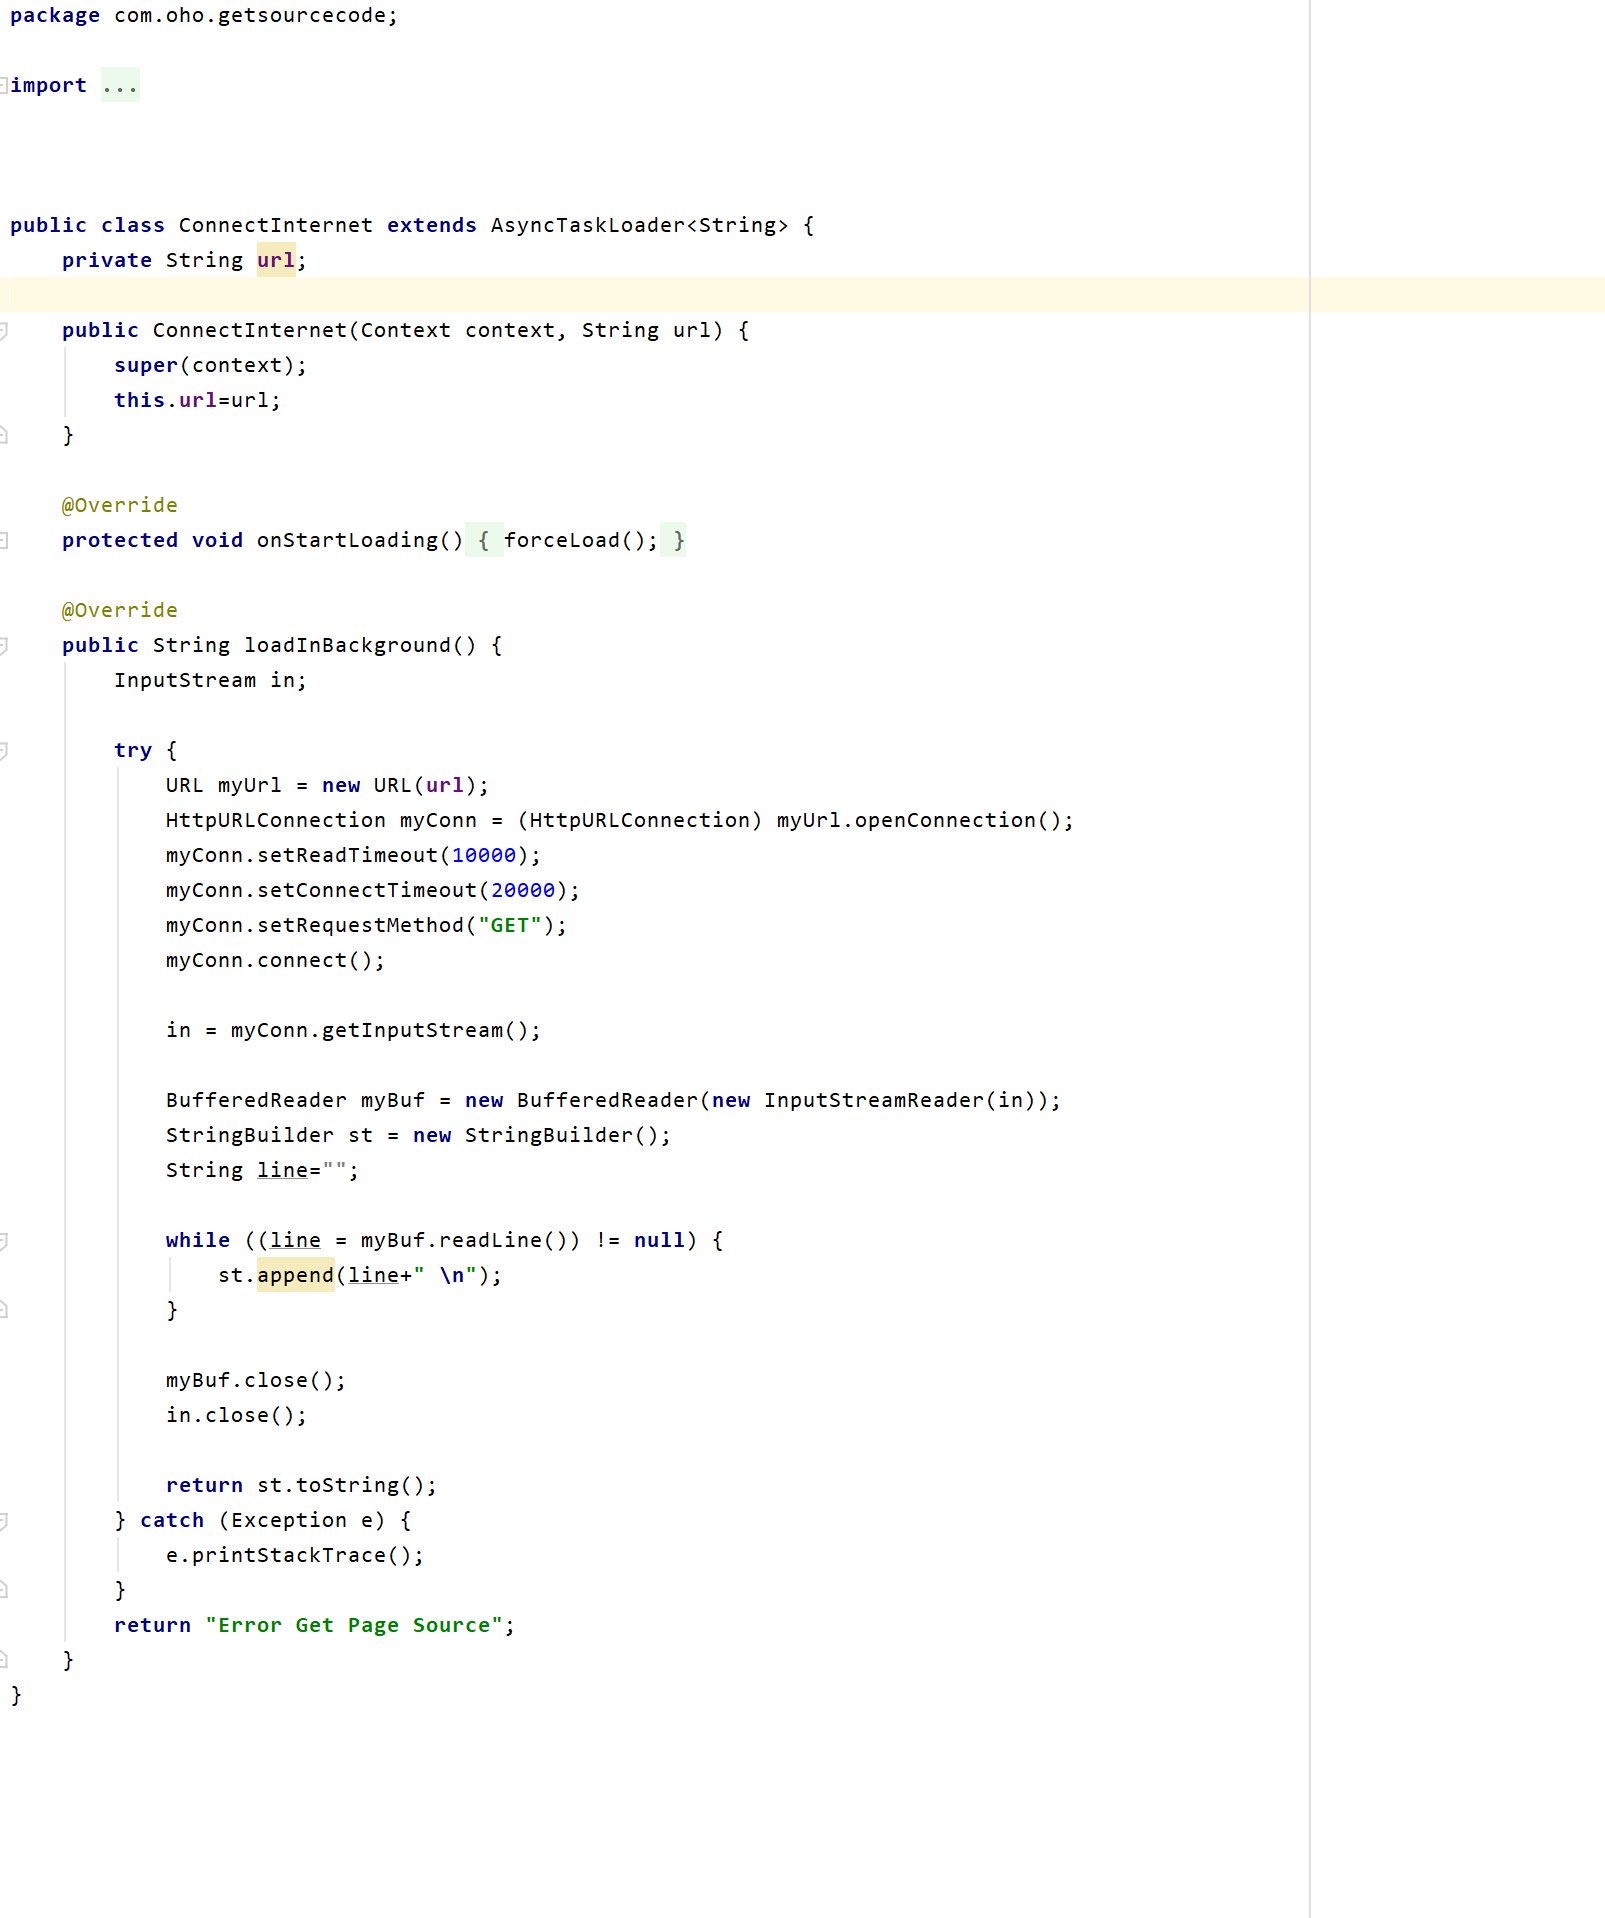 package com.oho.getsourcecode;
import ...
public class ConnectInternet extends AsyncTaskLoader<String> {
    private String url;
    public ConnectInternet(Context context, String url) {
        super(context);
        this.url=url;
    }
    @Override
    protected void onStartLoading() { forceLoad(); }
    @Override
    public String loadInBackground() {
        InputStream in;
        try {
            URL myUrl = new URL(url);
            HttpURLConnection myConn = (HttpURLConnection) myUrl.openConnection();
            myConn.setReadTimeout(10000);
            myConn.setConnectTimeout(20000);
            myConn.setRequestMethod("GET");
            myConn.connect();
            in = myConn.getInputStream();
            BufferedReader myBuf = new BufferedReader(new InputStreamReader(in));
            StringBuilder st = new StringBuilder();
            String line="";
            while ((line = myBuf.readLine()) != null) {
                st.append(line+" \n");
            }
            myBuf.close();
            in.close();
            return st.toString();
        } catch (Exception e) {
            e.printStackTrace();
        }
        return "Error Get Page Source";
    }
}